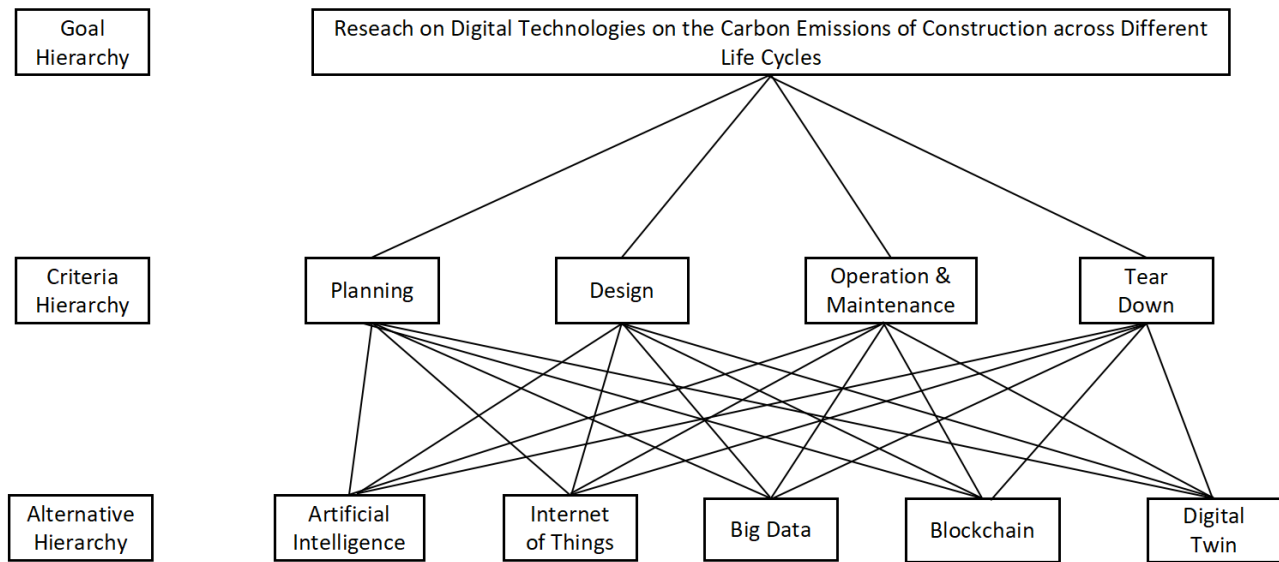 Goal
Hierarchy
Reseach on Digital Technologies on the Carbon Emissions of Construction across Different
Life Cycles
Criteria
Hierarchy
Planning
Design
Operation &
Maintenance
Tear
Down
Alternative
Hierarchy
Artificial
Intelligence
Internet
of Things
Big Data
Blockchain
Digital
Twin